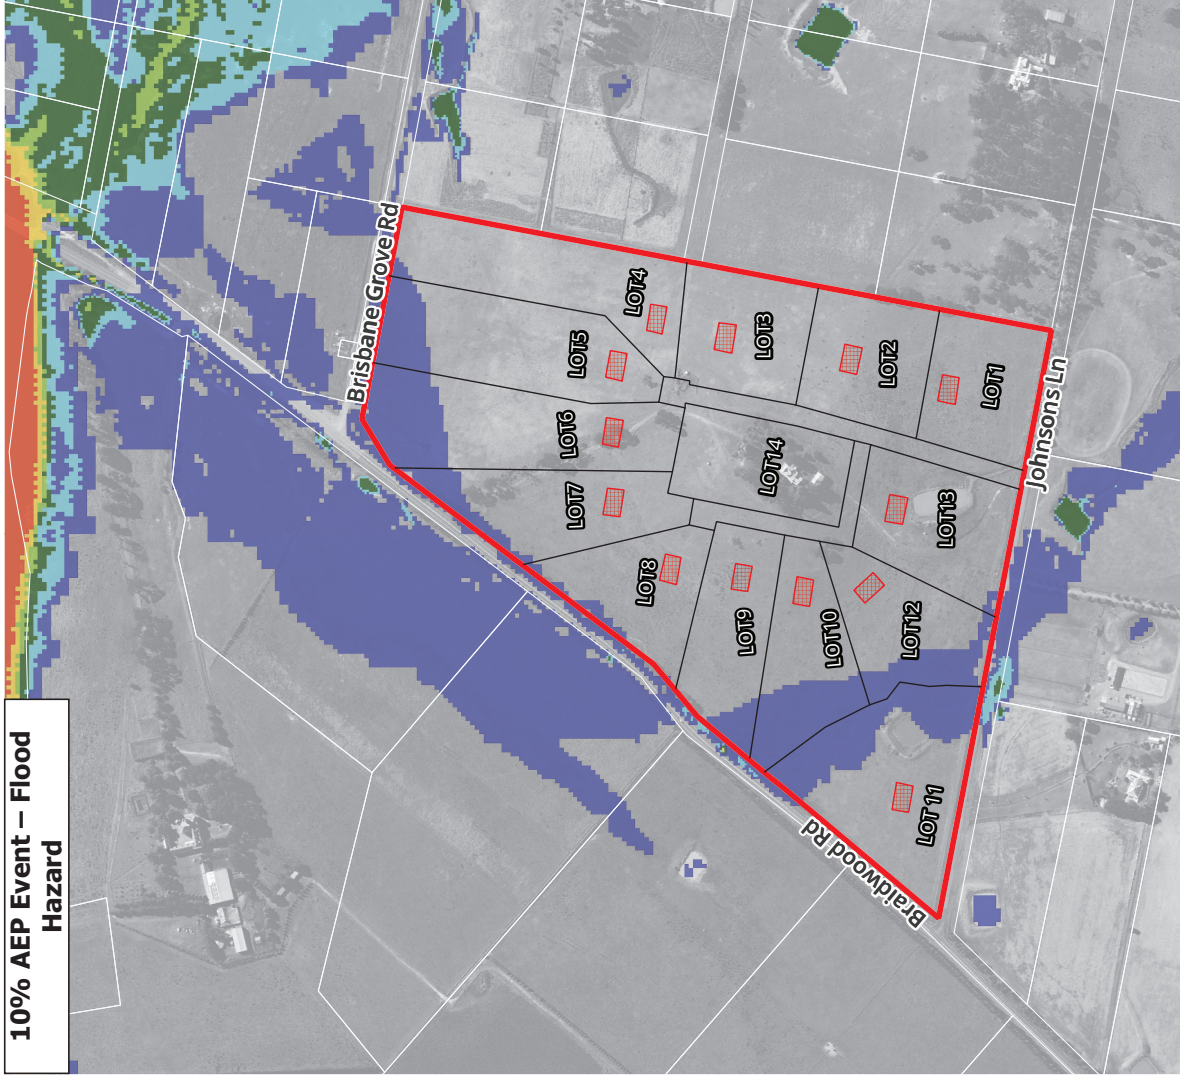 10% AEP Event – Flood
Hazard
Brisbane Grove Rd
Johnsons Ln
Braidwood Rd
LOT1
LOT2
LOT3
LOT4
LOT5
LOT6
LOT7
LOT8
LOT9
LOT10
LOT 11
LOT12
LOT13
LOT14